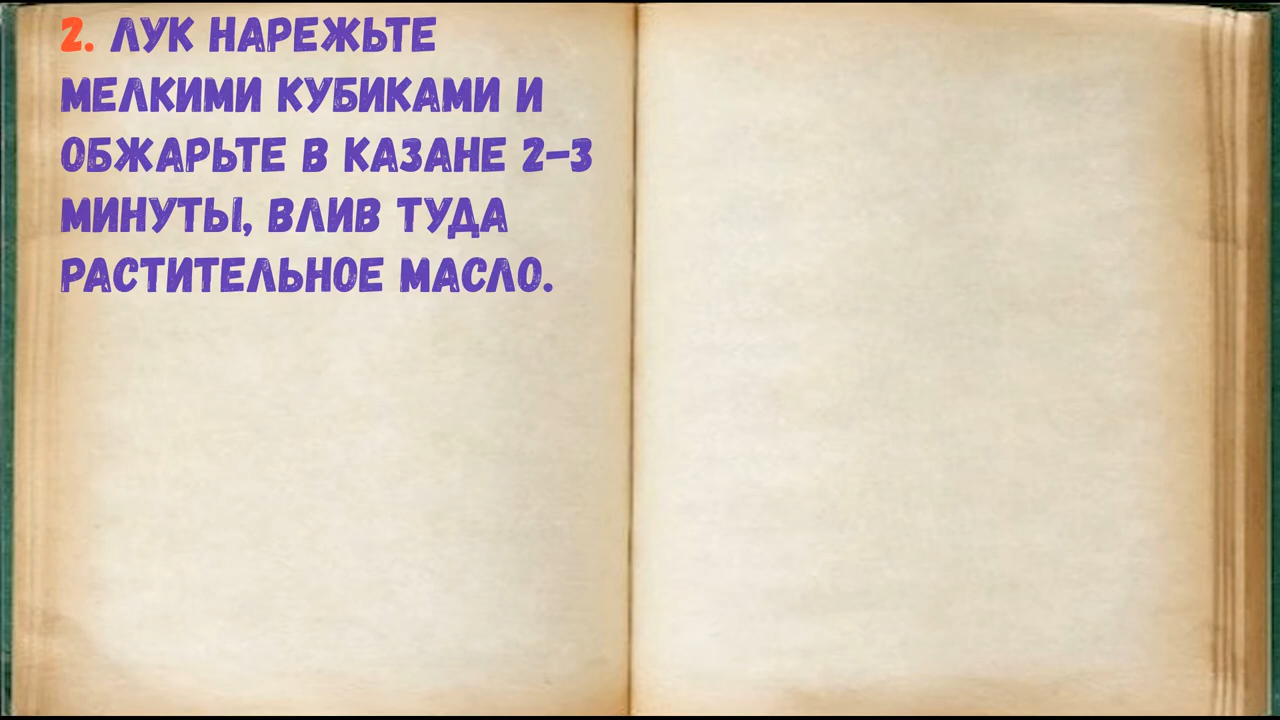 2. ЛУК НАРЕЖЬТЕ
МЕЛКИМИ КУБИКАМИ И
ОБЖАРЬТЕ В КАЗАНЕ 2-3
МИНУТЫ, ВЛИВ ТУДА
РАСТИТЕЛЬНОЕ МАСЛО.